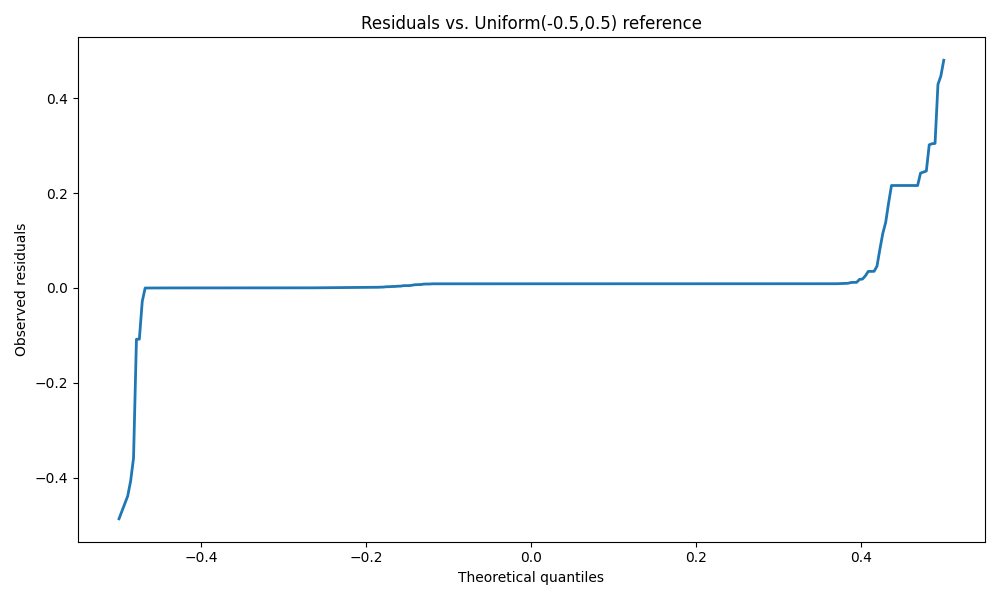 Residuals vs. Uniform(-0.5,0.5) reference
Observed residuals
0.4
0.2
0.0
−0.2
−0.4
−0.4 −0.2 0.0 0.2 0.4
Theoretical quantiles